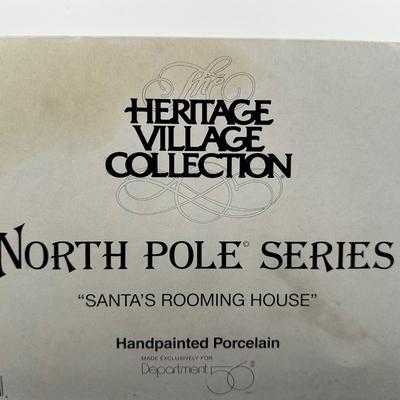 the
HERITAGE
VILLAGE
COLLECTION®
NORTH POLE© SERIES
"SANTA'S ROOMING HOUSE"
Handpainted Porcelain
MADE EXCLUSIVELY FOR
Department 56®